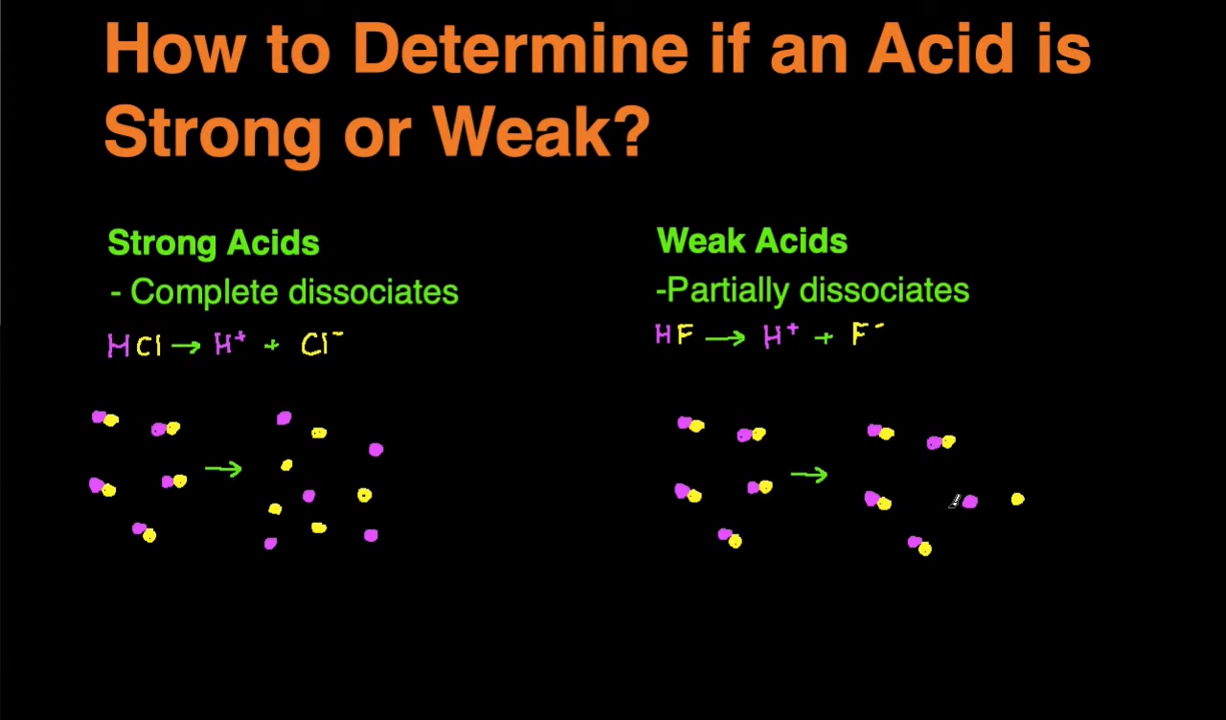 How to Determine if an Acid is
Strong or Weak?
Strong Acids
- Complete dissociates
HCl → H⁺ + Cl⁻
Weak Acids
-Partially dissociates
HF → H⁺ + F⁻